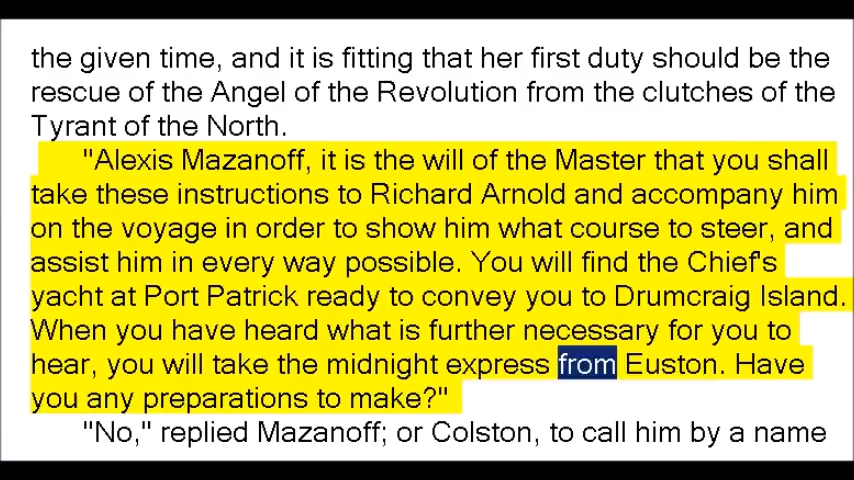 the given time, and it is fitting that her first duty should be the
rescue of the Angel of the Revolution from the clutches of the
Tyrant of the North.
"Alexis Mazanoff, it is the will of the Master that you shall
take these instructions to Richard Arnold and accompany him
on the voyage in order to show him what course to steer, and
assist him in every way possible. You will find the Chief's
yacht at Port Patrick ready to convey you to Drumcraig Island.
When you have heard what is further necessary for you to
hear, you will take the midnight express from Euston. Have
you any preparations to make?"
"No," replied Mazanoff; or Colston, to call him by a name